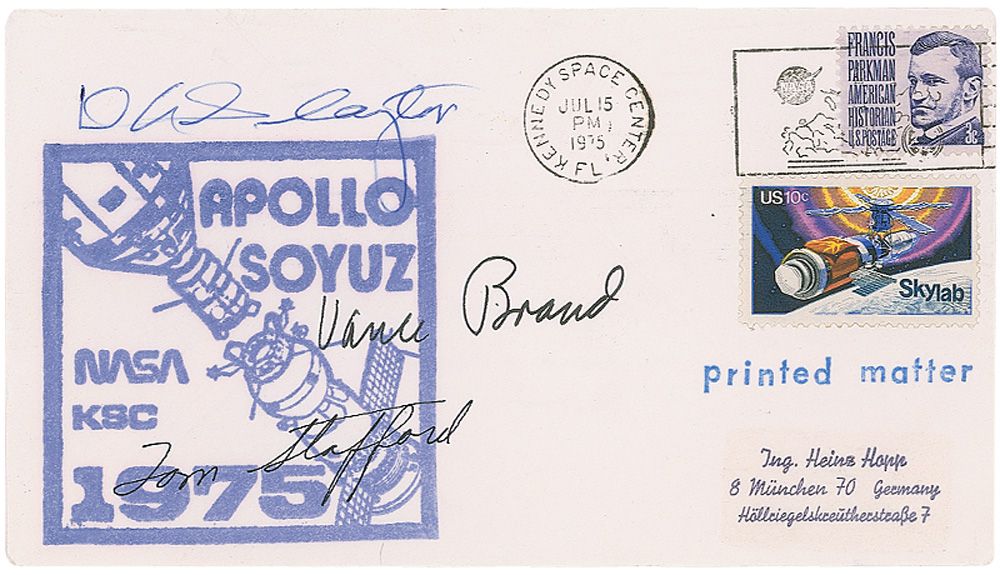 D K Slayton
APOLLO
SOYUZ
NASA
KSC
1975
Vance Brand
Tom Stafford
KENNEDY SPACE CENTER, FL.
JUL 15
PM
1975
FRANCIS
PARKMAN
AMERICAN
HISTORIAN
U.S. POSTAGE
3c
US 10c
Skylab
printed matter
Ing. Heinz Hopp
8 München 70 Germany
Höllriegelskreutherstraße 7